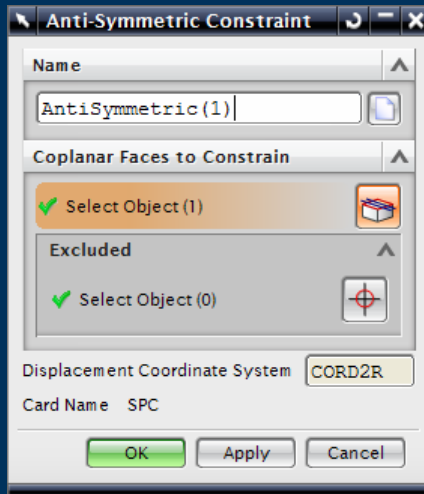 Anti-Symmetric Constraint
Name
AntiSymmetric(1)
Coplanar Faces to Constrain
Select Object (1)
Excluded
Select Object (0)
Displacement Coordinate System CORD2R
Card Name SPC
OK Apply Cancel